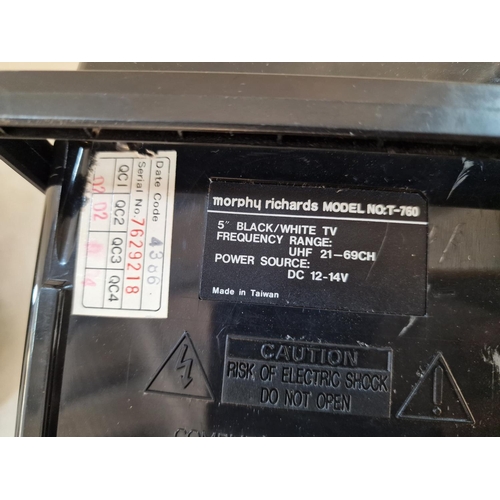 Date Code 4386
Serial No. 7629218
QC1 QC2 QC3 QC4
02 02
morphy richards MODEL NO:T-760
5" BLACK/WHITE TV
FREQUENCY RANGE:
UHF 21-69CH
POWER SOURCE:
DC 12-14V
Made in Taiwan
CAUTION
RISK OF ELECTRIC SHOCK
DO NOT OPEN